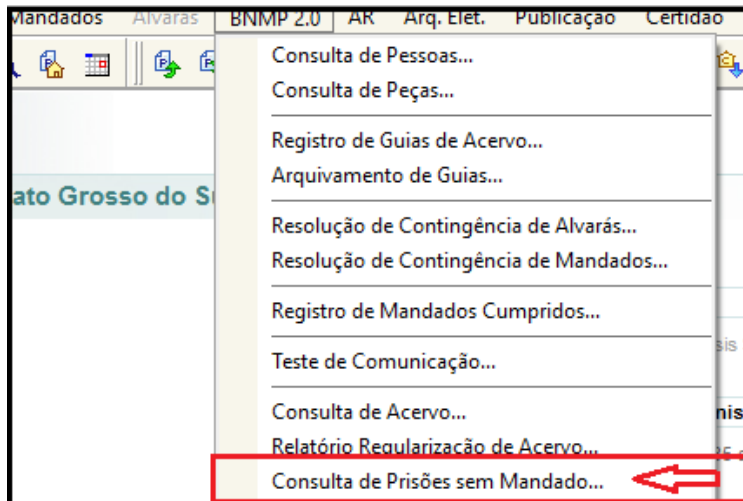 Mandados Alvarás BNMP 2.0 AR Arq. Elet. Publicação Certidão
Consulta de Pessoas...
Consulta de Peças...
Registro de Guias de Acervo...
Arquivamento de Guias...
ato Grosso do S
Resolução de Contingência de Alvarás...
Resolução de Contingência de Mandados...
Registro de Mandados Cumpridos...
sis
Teste de Comunicação...
Consulta de Acervo...
nis
Relatório Regularização de Acervo...
Consulta de Prisões sem Mandado...